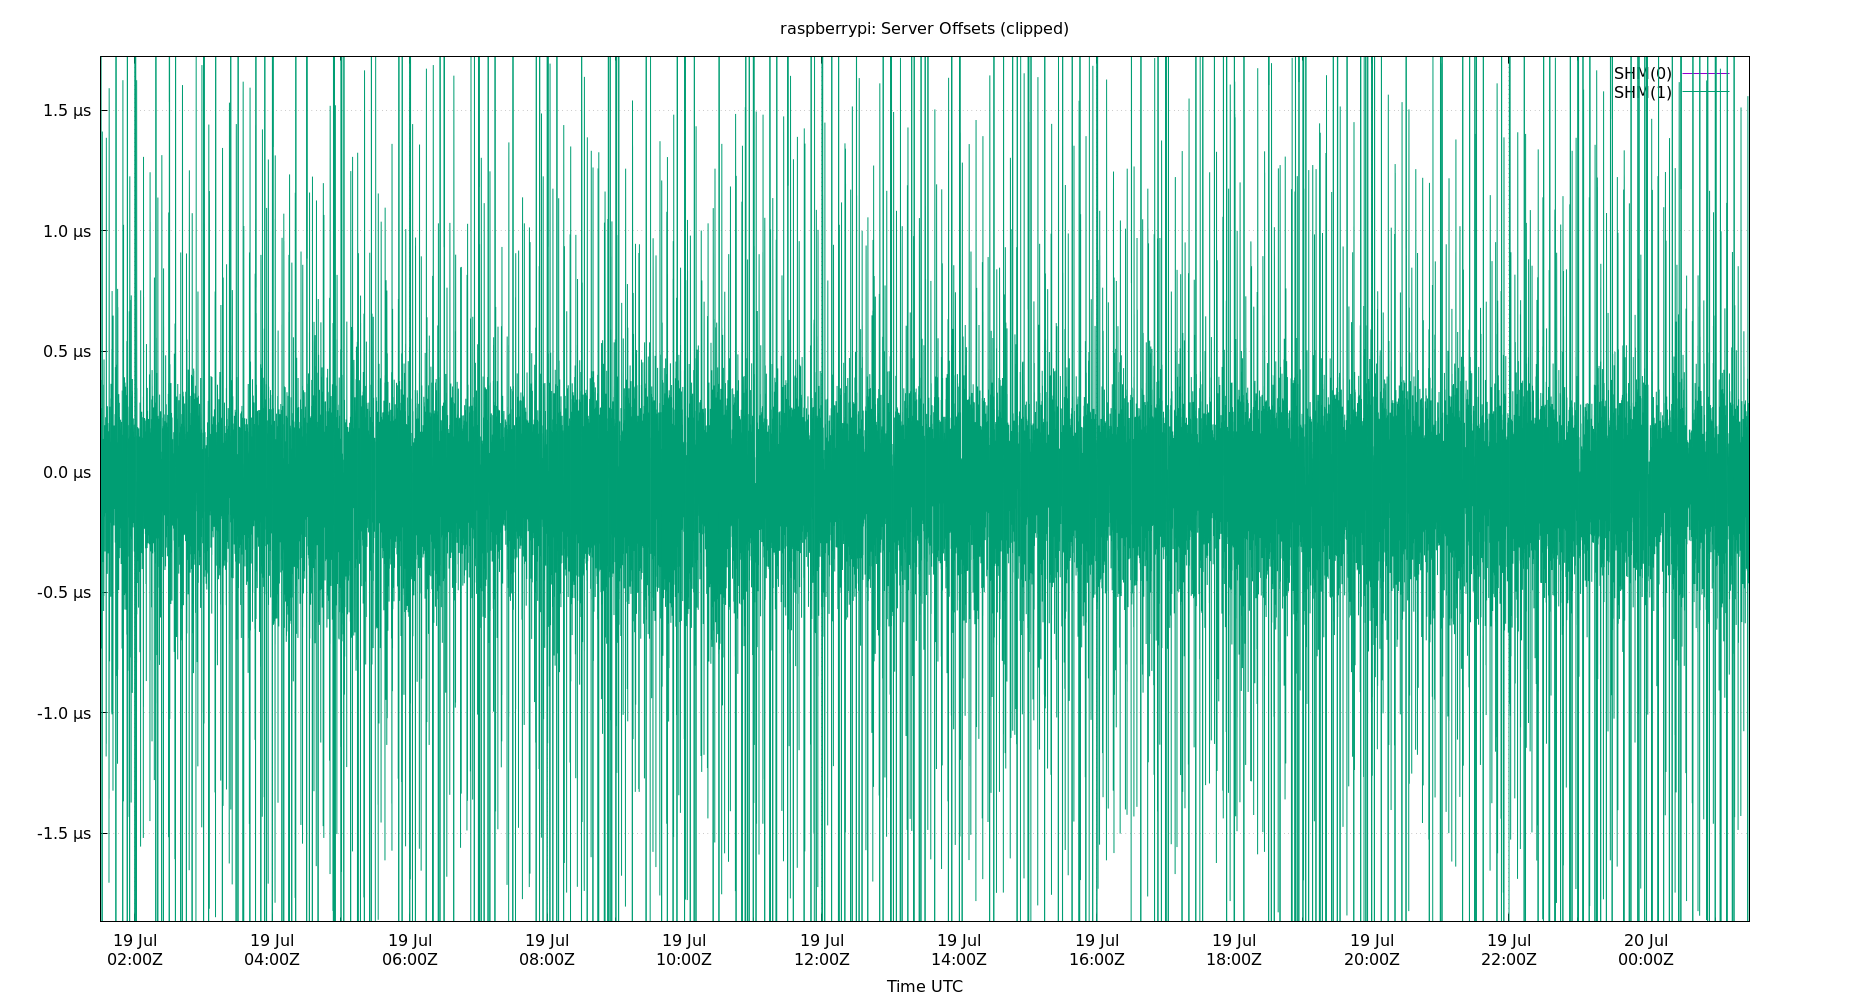 raspberrypi: Server Offsets (clipped)
SHM(0)
SHM(1)
1.5 µs
1.0 µs
0.5 µs
0.0 µs
-0.5 µs
-1.0 µs
-1.5 µs
19 Jul 19 Jul 19 Jul 19 Jul 19 Jul 19 Jul 19 Jul 19 Jul 19 Jul 19 Jul 19 Jul 20 Jul
02:00Z 04:00Z 06:00Z 08:00Z 10:00Z 12:00Z 14:00Z 16:00Z 18:00Z 20:00Z 22:00Z 00:00Z
Time UTC